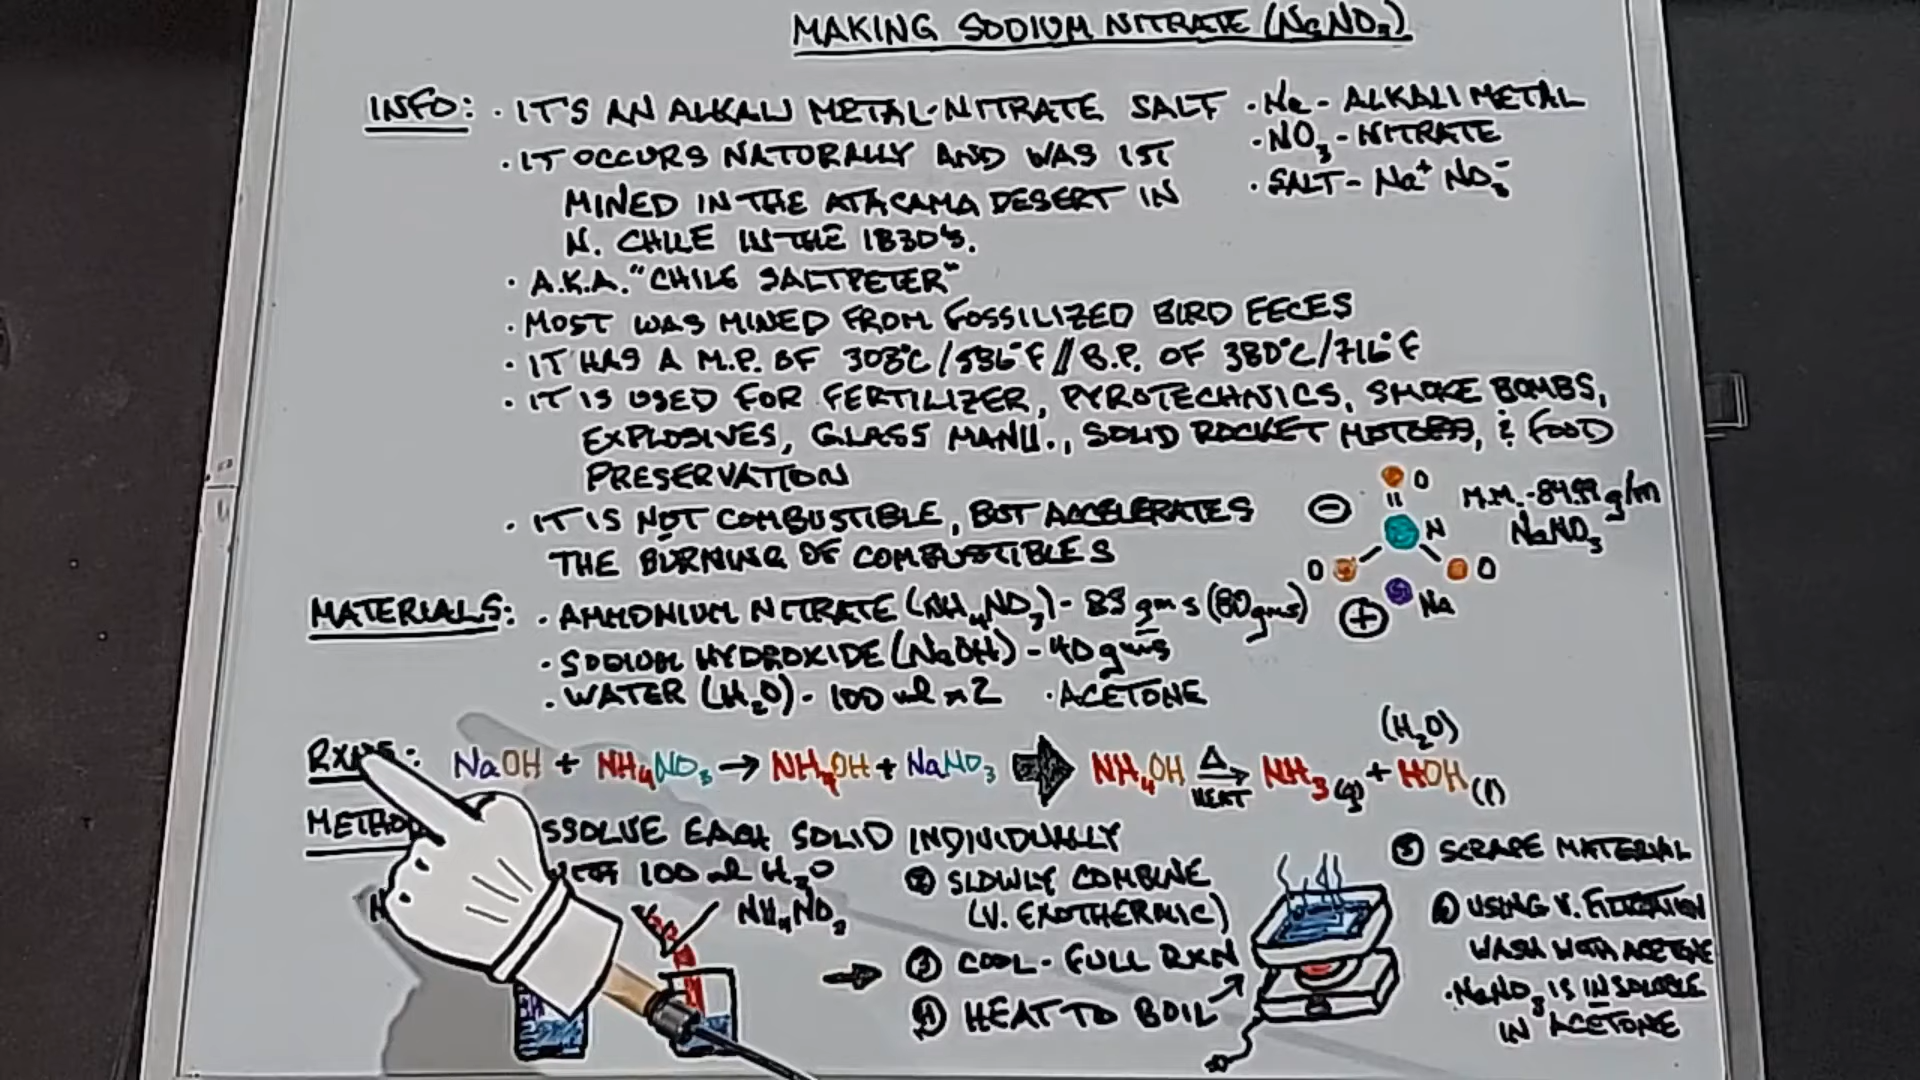 MAKING SODIUM NITRATE (NaNO3)
INFO: · IT'S AN ALKALI METAL-NITRATE SALT
· Na - ALKALI METAL
· NO3 - NITRATE
· SALT - Na+ NO3-
· IT OCCURS NATURALLY AND WAS 1ST
MINED IN THE ATACAMA DESERT IN
N. CHILE IN THE 1830's.
· A.K.A. "CHILE SALTPETER"
· MOST WAS MINED FROM FOSSILIZED BIRD FECES
· IT HAS A M.P. OF 308°C/586°F // B.P. OF 380°C/716°F
· IT IS USED FOR FERTILIZER, PYROTECHNICS, SMOKE BOMBS,
EXPLOSIVES, GLASS MANU., SOLID ROCKET MOTORS, & FOOD
PRESERVATION
· IT IS NOT COMBUSTIBLE, BUT ACCELERATES
THE BURNING OF COMBUSTIBLES
O
N
O O
Na
- +
M.M. - 84.99 g/m
NaNO3
MATERIALS: · AMMONIUM NITRATE (NH4NO3) - 85 gms (80gms)
· SODIUM HYDROXIDE (NaOH) - 40 gms
· WATER (H2O) - 100 ml x 2 · ACETONE
RXNS: NaOH + NH4NO3 → NH4OH + NaNO3 NH4OH Δ HEAT → NH3(g) + HOH(l)
(H2O)
METHOD
SSOLVE EACH SOLID INDIVIDUALLY
100 ml H2O
NH4NO3
② SLOWLY COMBINE
(V. EXOTHERMIC)
③ COOL - FULL RXN
④ HEAT TO BOIL
⑤ SCRAPE MATERIAL
⑥ USING V. FILTRATION
WASH WITH ACETONE
· NaNO3 IS INSOLUBLE
IN ACETONE